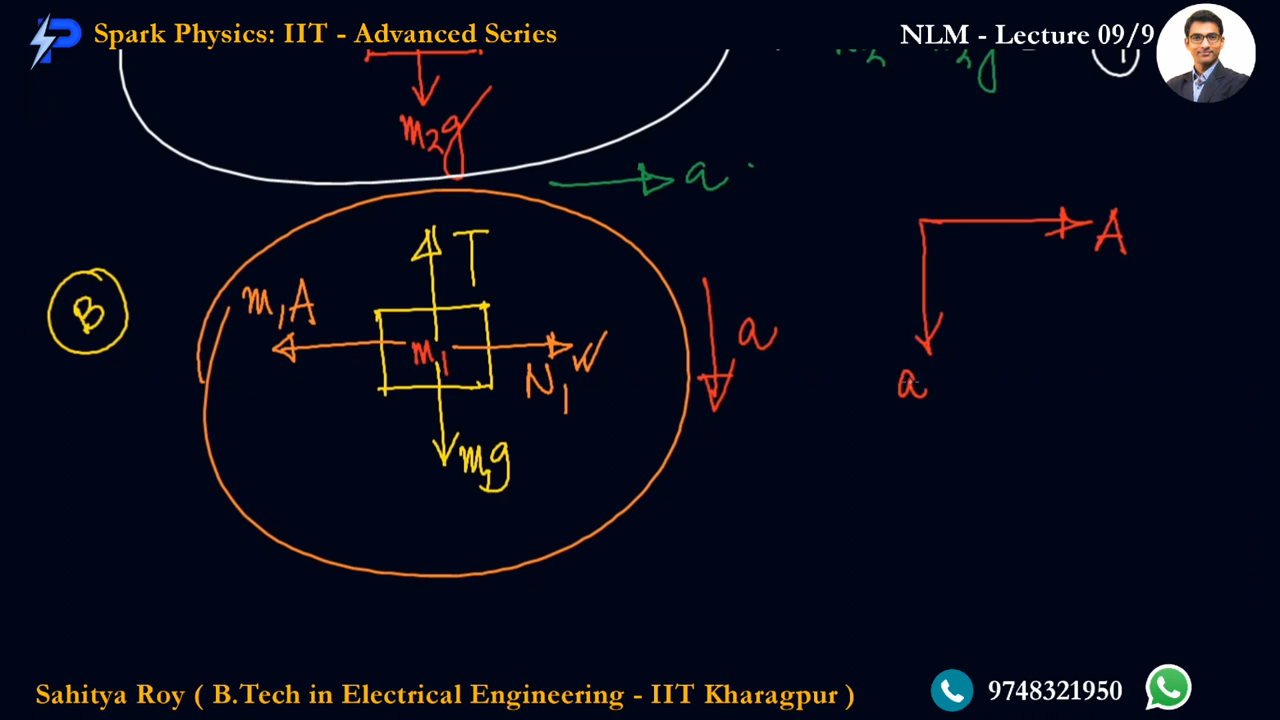 Spark Physics: IIT - Advanced Series
NLM - Lecture 09/9
m2g
a
A
T
B
m1A
m1
N1
a
a
m1g
Sahitya Roy ( B.Tech in Electrical Engineering - IIT Kharagpur )
9748321950